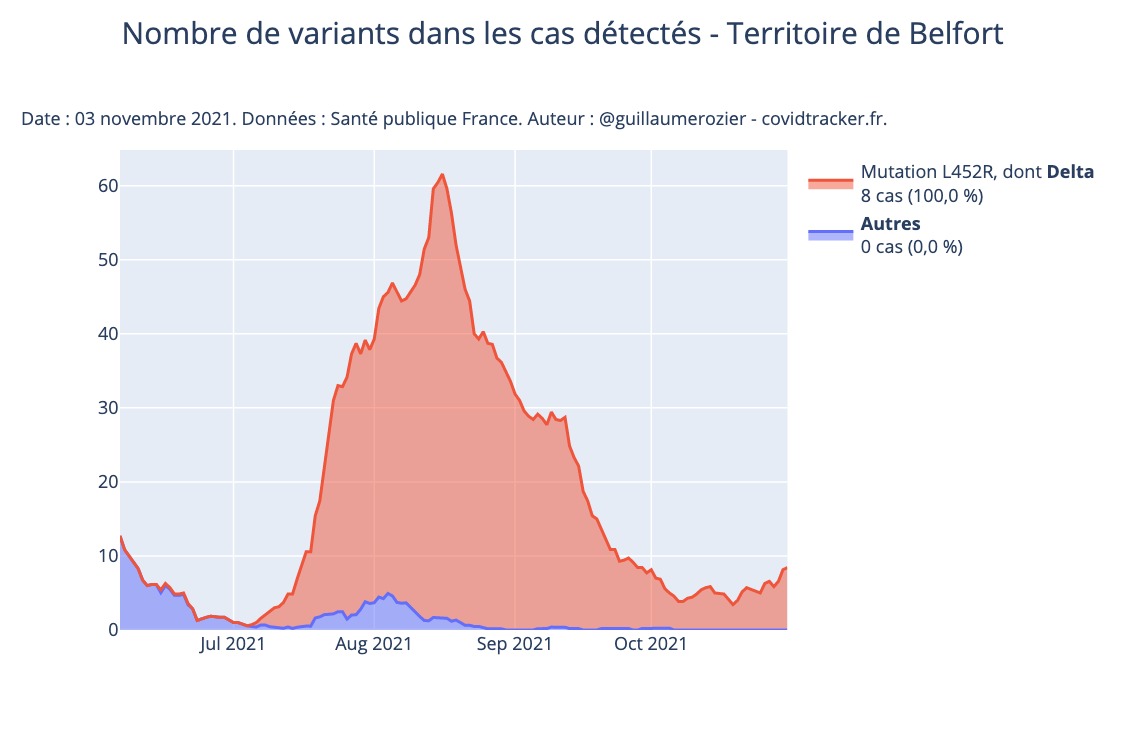 Nombre de variants dans les cas détectés - Territoire de Belfort
Date : 03 novembre 2021. Données : Santé publique France. Auteur : @guillaumerozier - covidtracker.fr.
Mutation L452R, dont Delta
8 cas (100,0 %)
Autres
0 cas (0,0 %)
60
50
40
30
20
10
0
Jul 2021
Aug 2021
Sep 2021
Oct 2021